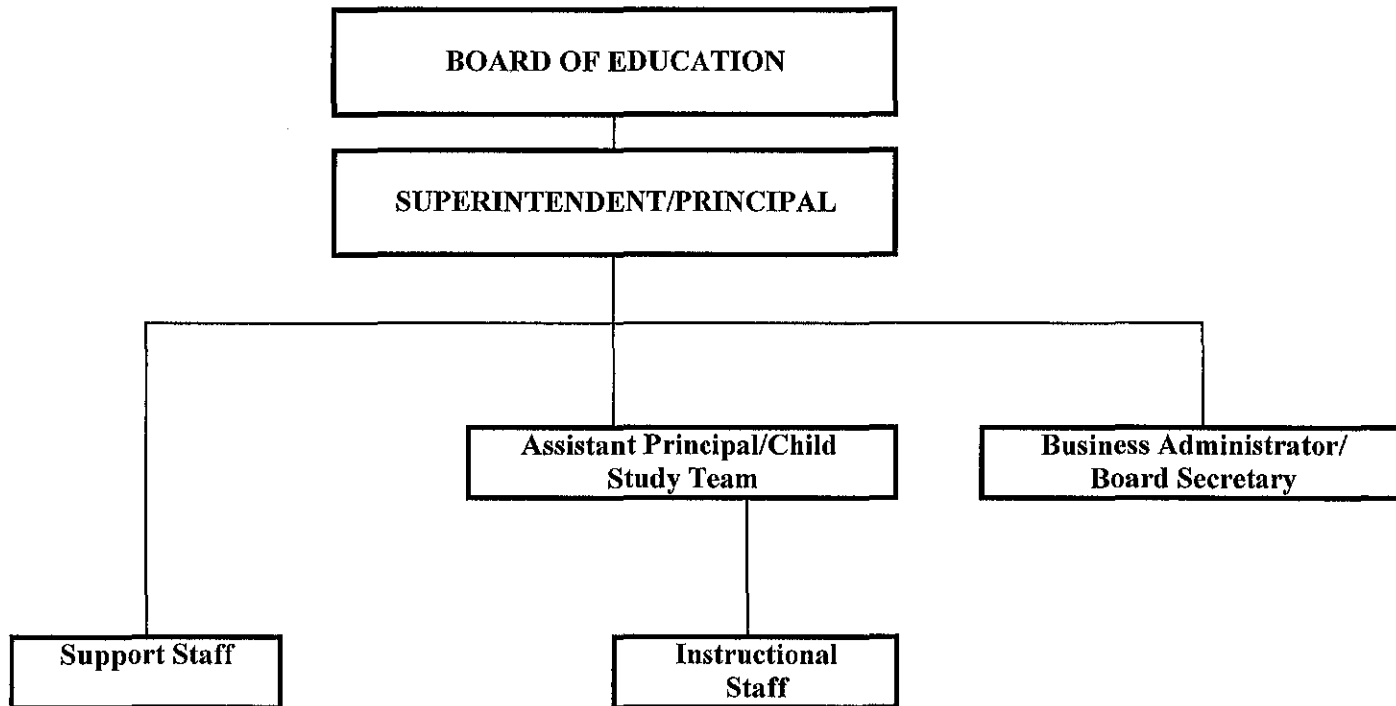 BOARD OF EDUCATION
SUPERINTENDENT/PRINCIPAL
Assistant Principal/Child
Study Team
Business Administrator/
Board Secretary
Support Staff
Instructional
Staff